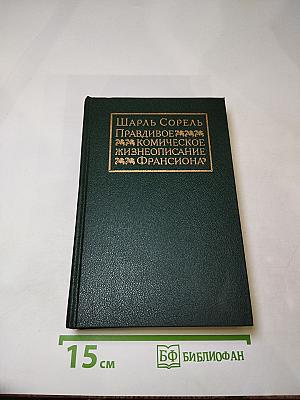 Шарль Сорель
Правдивое
комическое
жизнеописание
Франсиона
15 см
БФ БИБЛИОФАН